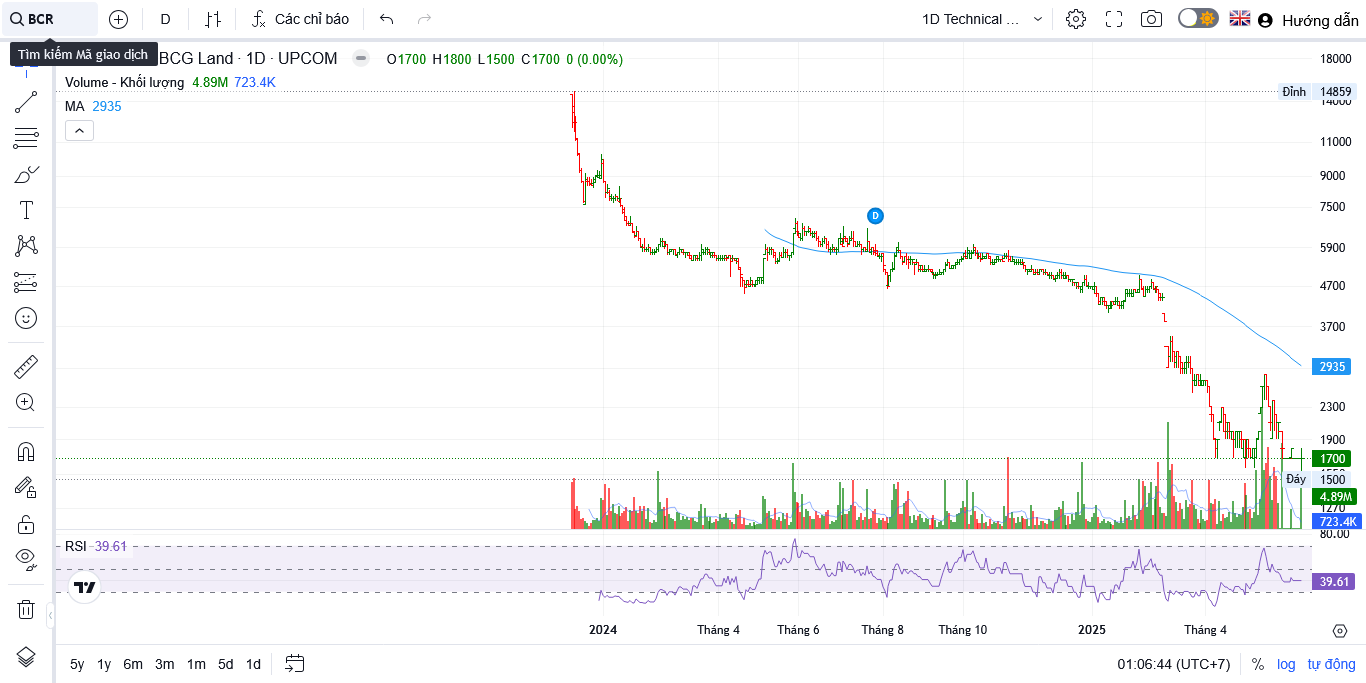 BCR
D
Các chỉ báo
1D Technical ...
Hướng dẫn
Tìm kiếm Mã giao dịch
BCG Land · 1D · UPCOM
O1700 H1800 L1500 C1700 0 (0.00%)
Volume - Khối lượng 4.89M 723.4K
MA 2935
D
18000
Đỉnh 14859
14000
11000
9000
7500
5900
4700
3700
2935
2300
1900
1700
Đáy 1500
4.89M
1270
723.4K
80.00
RSI 39.61
39.61
2024 Tháng 4 Tháng 6 Tháng 8 Tháng 10 2025 Tháng 4
5y 1y 6m 3m 1m 5d 1d
01:06:44 (UTC+7) % log tự động